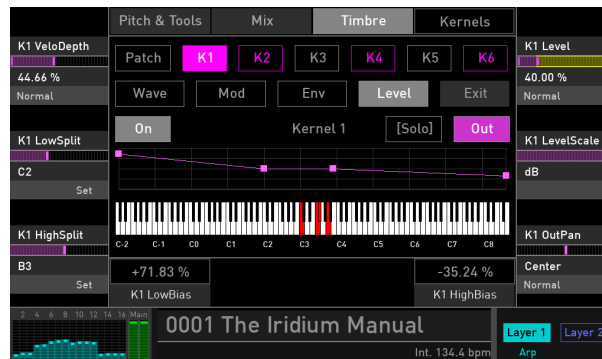 Pitch & Tools Mix Timbre Kernels
K1 VeloDepth
44.66 %
Normal
K1 LowSplit
C2
Set
K1 HighSplit
B3
Set
Patch K1 K2 K3 K4 K5 K6
Wave Mod Env Level Exit
On Kernel 1 [Solo] Out
C-2 C-1 C0 C1 C2 C3 C4 C5 C6 C7 C8
+71.83 %
K1 LowBias
-35.24 %
K1 HighBias
K1 Level
40.00 %
Normal
K1 LevelScale
dB
K1 OutPan
Center
Normal
2 4 6 8 10 12 14 16 Main
0001 The Iridium Manual
Int. 134.4 bpm
Layer 1 Layer 2
Arp